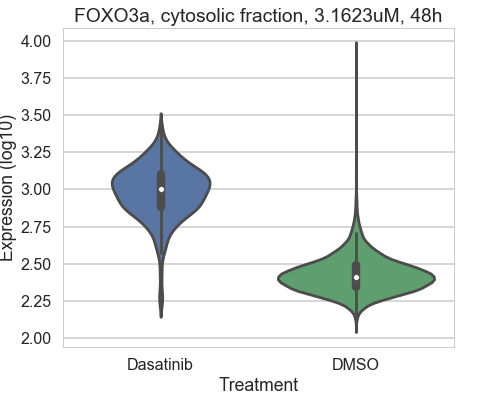 FOXO3a, cytosolic fraction, 3.1623uM, 48h
Expression (log10)
4.00
3.75
3.50
3.25
3.00
2.75
2.50
2.25
2.00
Dasatinib DMSO
Treatment